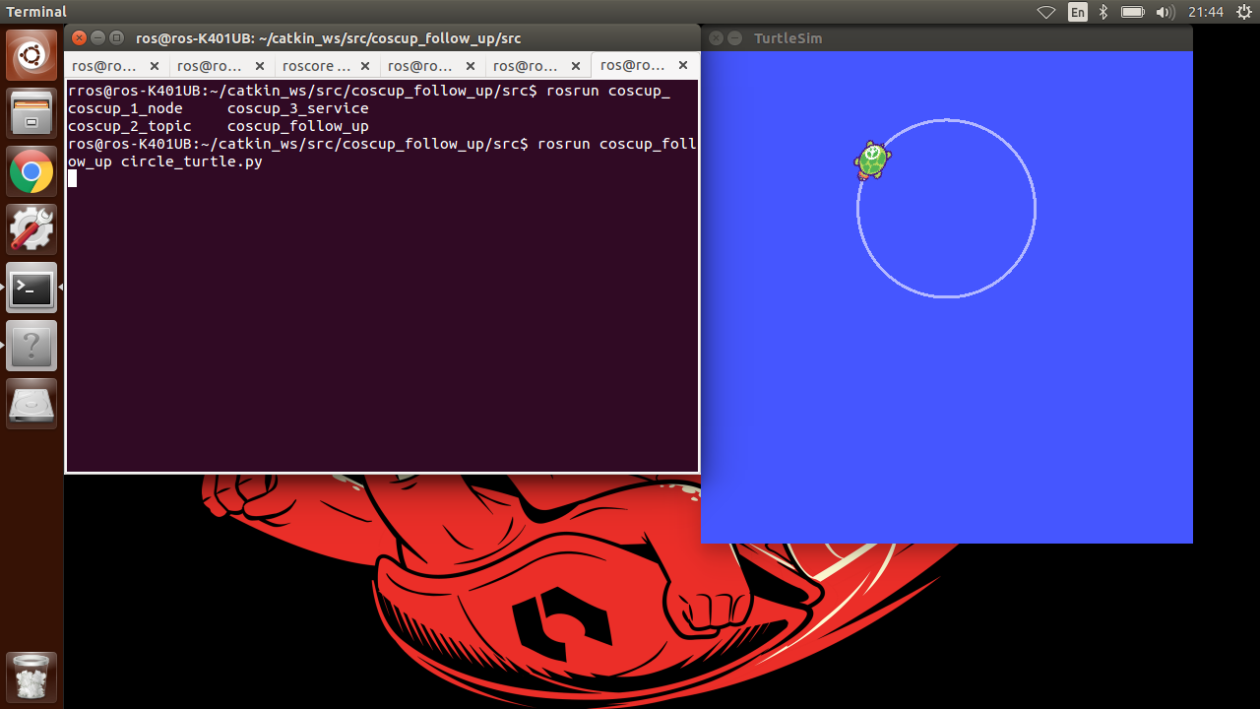 Terminal
En
21:44
ros@ros-K401UB: ~/catkin_ws/src/coscup_follow_up/src
ros@ro... ros@ro... roscore ... ros@ro... ros@ro... ros@ro...
rros@ros-K401UB:~/catkin_ws/src/coscup_follow_up/src$ rosrun coscup_
coscup_1_node coscup_3_service
coscup_2_topic coscup_follow_up
ros@ros-K401UB:~/catkin_ws/src/coscup_follow_up/src$ rosrun coscup_foll
ow_up circle_turtle.py
TurtleSim